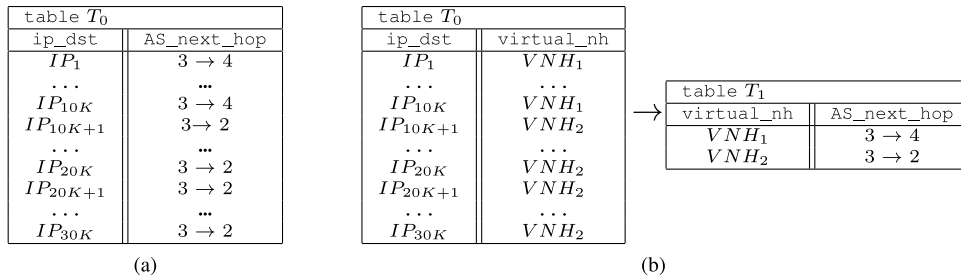 table T0
ip_dst AS_next_hop
IP1 3 → 4
... ...
IP10K 3 → 4
IP10K+1 3→ 2
... ...
IP20K 3 → 2
IP20K+1 3 → 2
... ...
IP30K 3 → 2
(a)
table T0
ip_dst virtual_nh
IP1 VNH1
... ...
IP10K VNH1
IP10K+1 VNH2
... ...
IP20K VNH2
IP20K+1 VNH2
... ...
IP30K VNH2
→
table T1
virtual_nh AS_next_hop
VNH1 3 → 4
VNH2 3 → 2
(b)